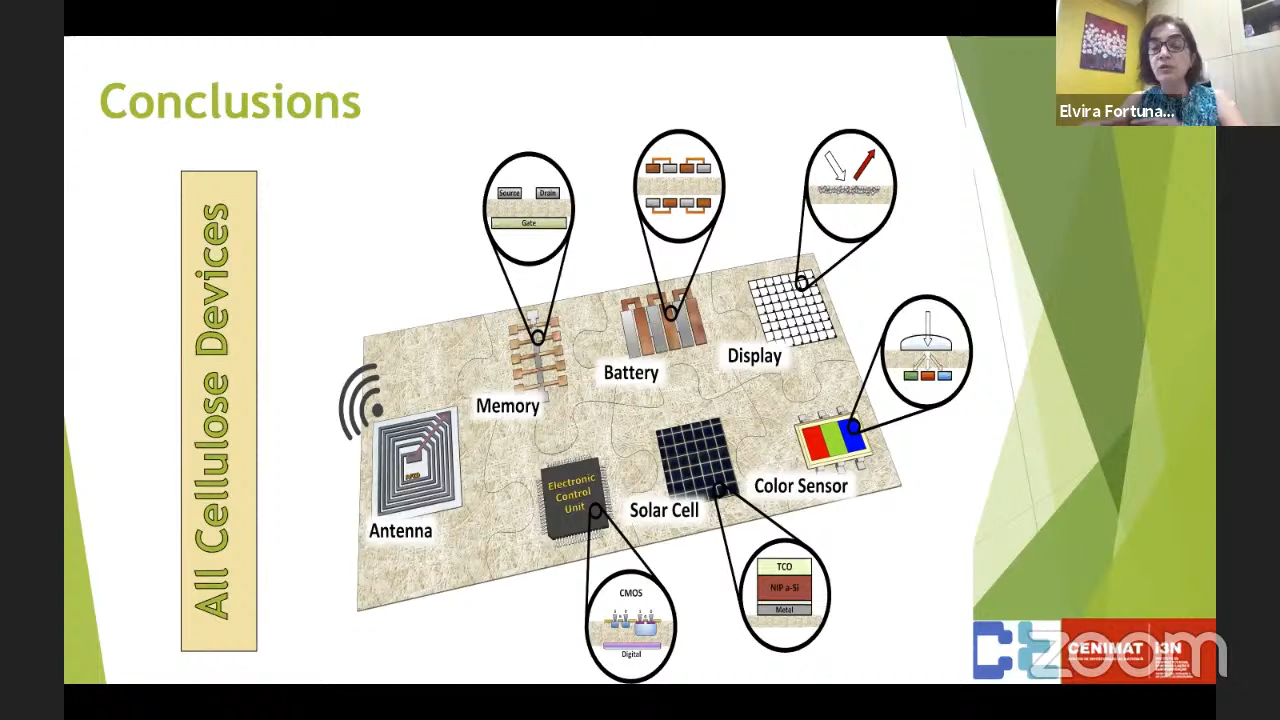 Conclusions
Elvira Fortuna...
All Cellulose Devices
Source
Drain
Gate
Memory
Battery
Display
Antenna
Electronic
Control
Unit
Solar Cell
Color Sensor
CMOS
Digital
TCO
NIP a-Si
Metal
CENIMAT I3N
zoom